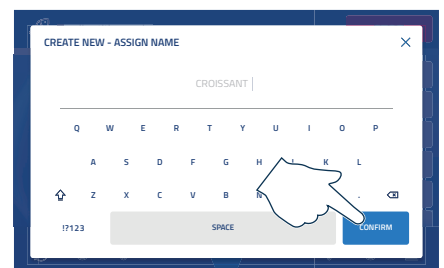 CREATE NEW - ASSIGN NAME
CROISSANT
Q W E R T Y U I O P
A S D F G H J K L
Z X C V B N .
!?123 SPACE CONFIRM